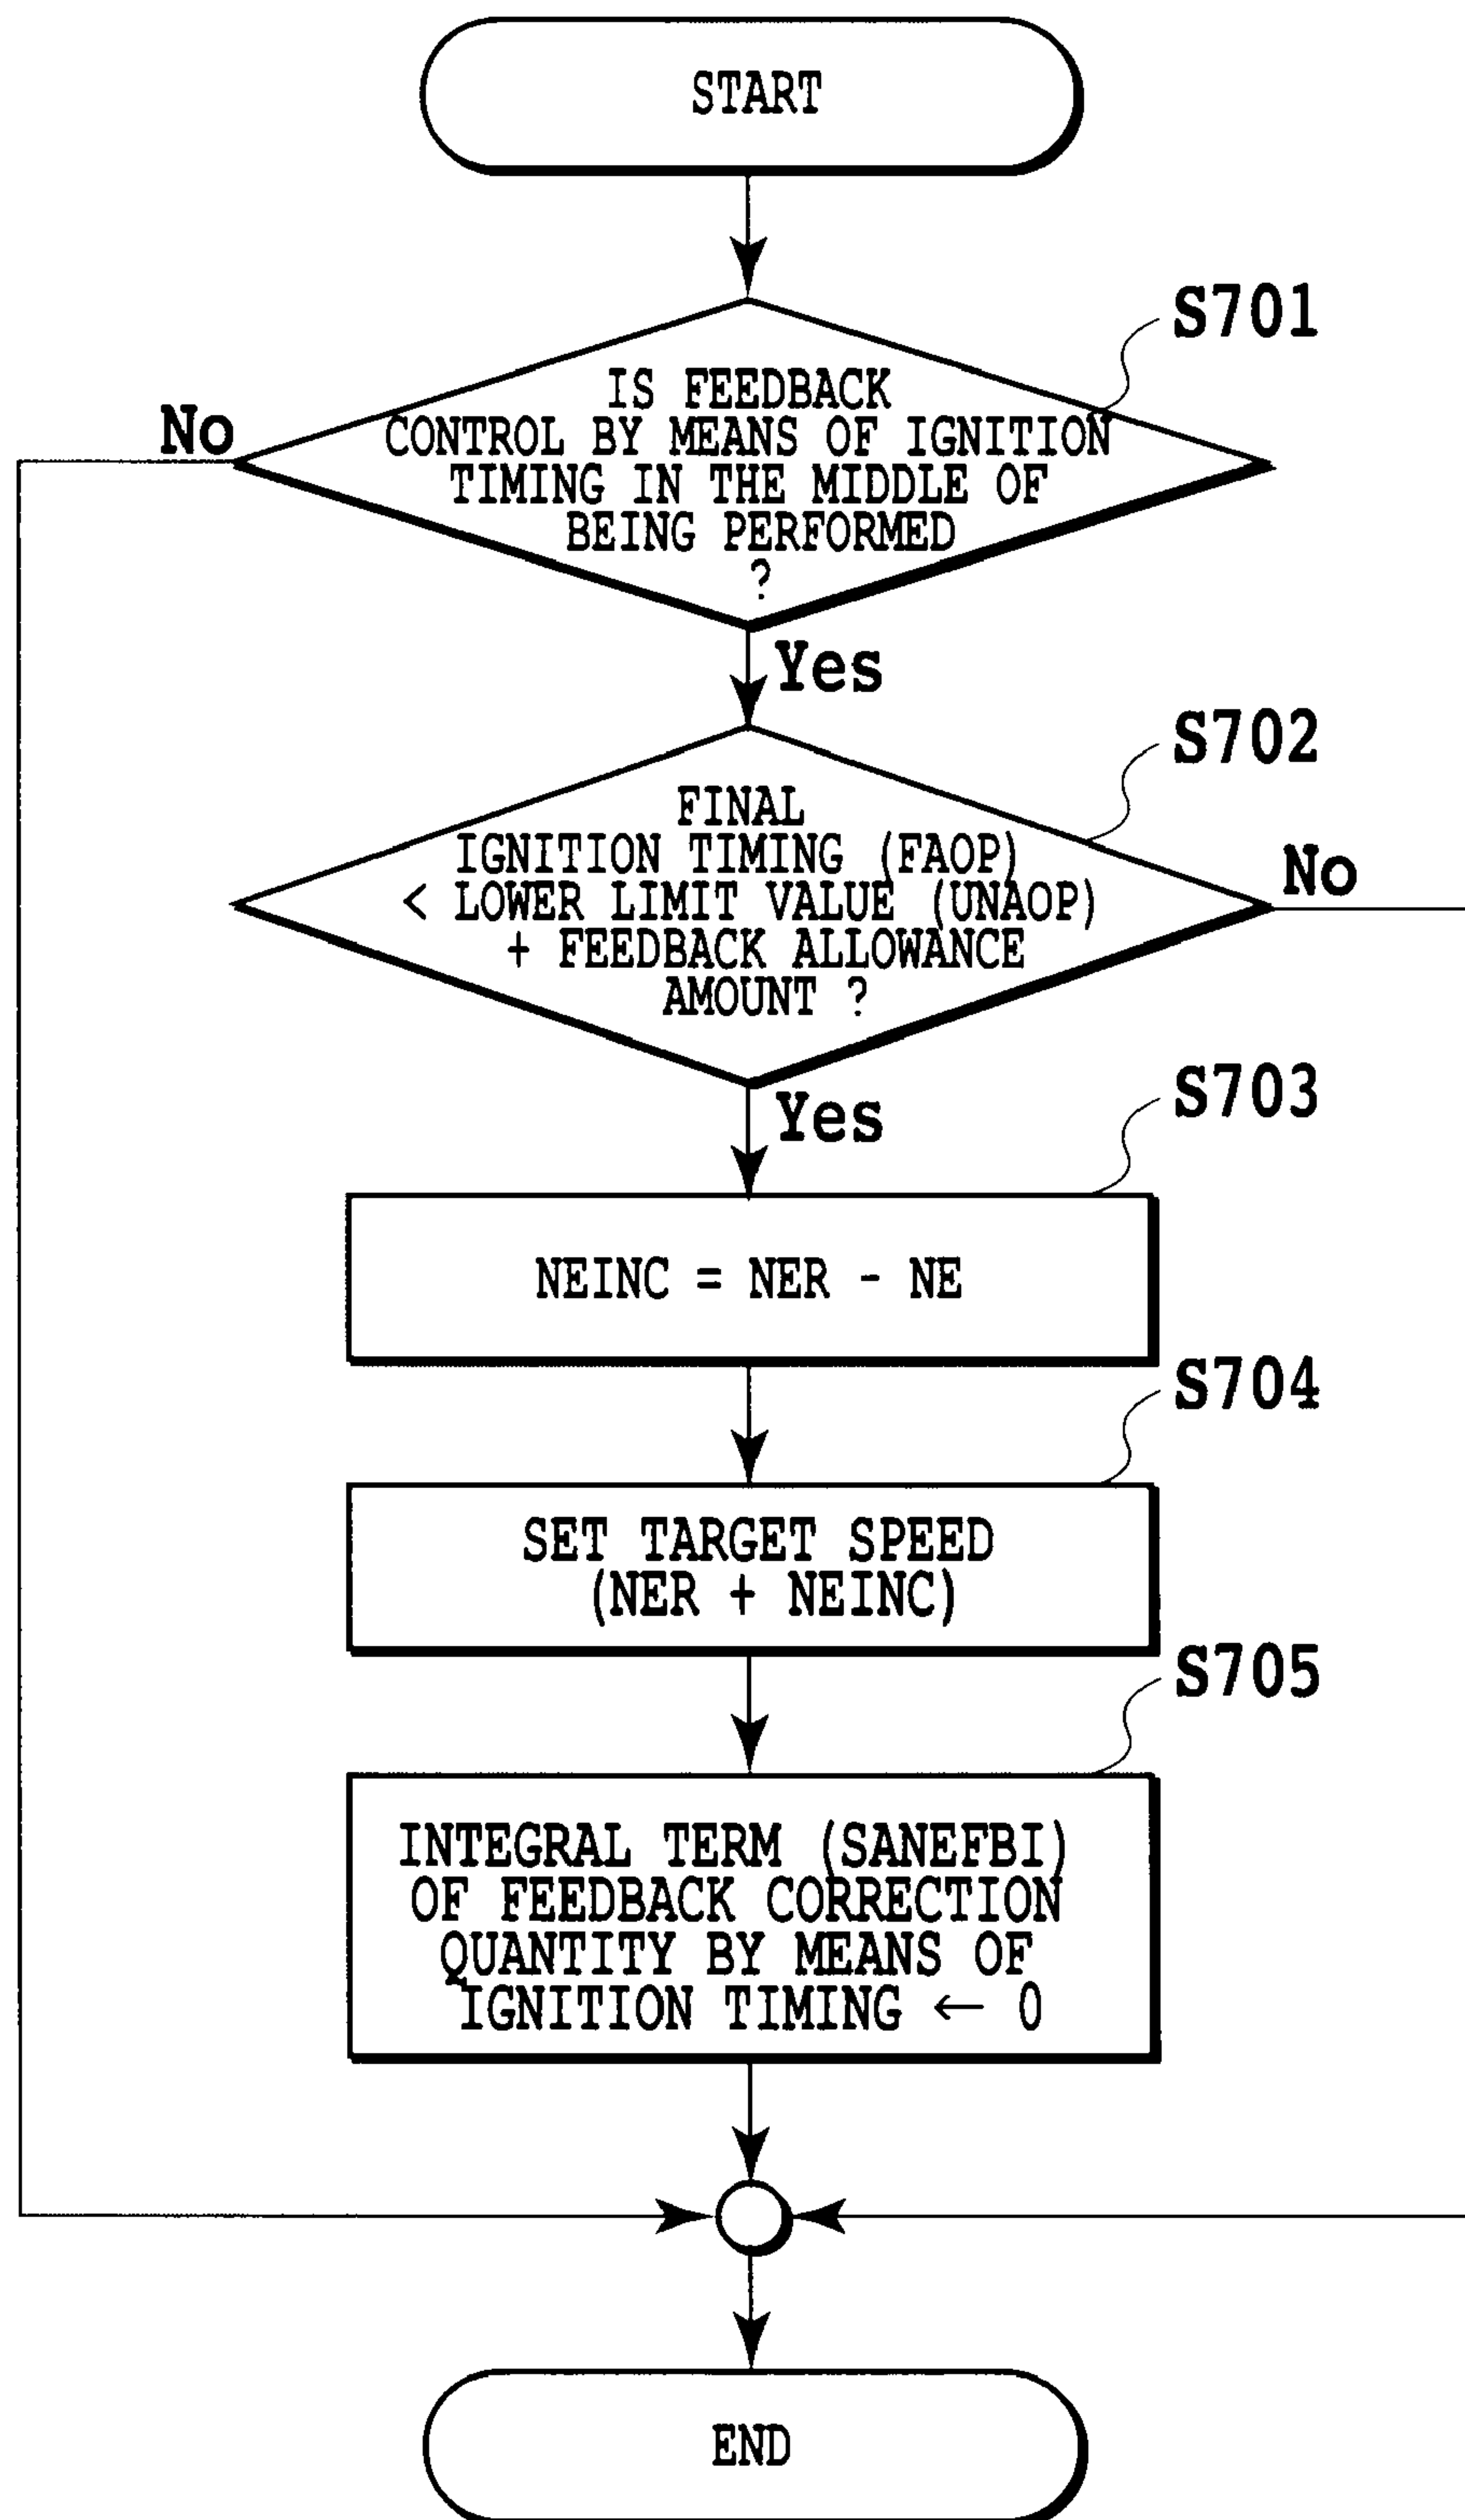 START
S701
No
IS FEEDBACK
CONTROL BY MEANS OF IGNITION
TIMING IN THE MIDDLE OF
BEING PERFORMED
?
Yes
S702
FINAL
IGNITION TIMING (FAOP)
< LOWER LIMIT VALUE (UNAOP)
+ FEEDBACK ALLOWANCE
AMOUNT ?
No
Yes
S703
NEINC = NER - NE
S704
SET TARGET SPEED
(NER + NEINC)
S705
INTEGRAL TERM (SANEFBI)
OF FEEDBACK CORRECTION
QUANTITY BY MEANS OF
IGNITION TIMING ← 0
END